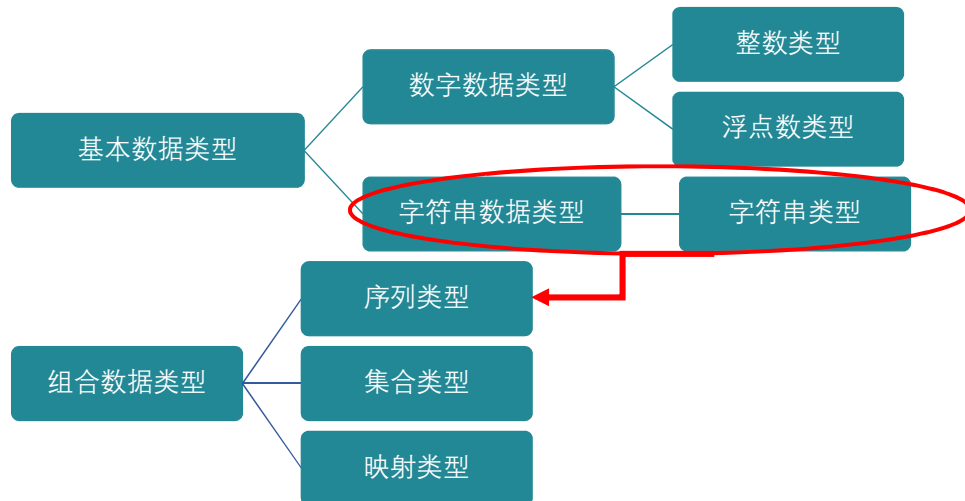 整数类型
数字数据类型
浮点数类型
基本数据类型
字符串数据类型
字符串类型
序列类型
组合数据类型
集合类型
映射类型